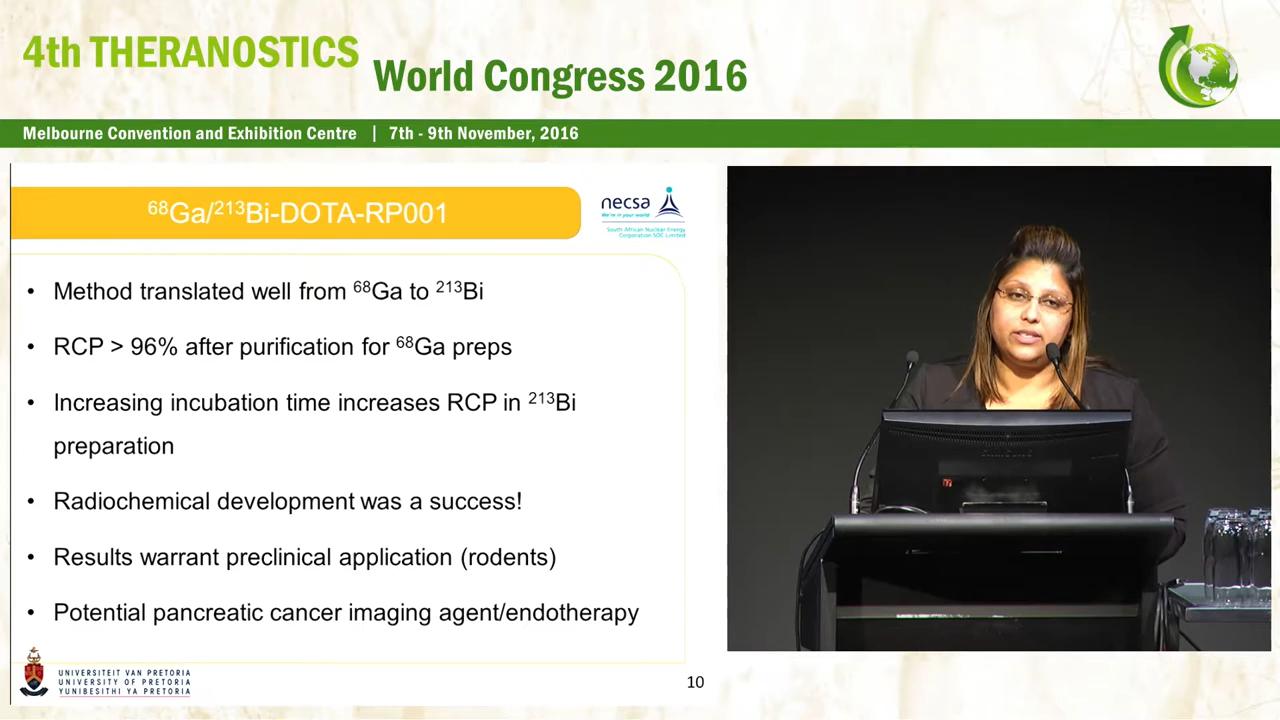 4th THERANOSTICS
World Congress 2016
Melbourne Convention and Exhibition Centre | 7th - 9th November, 2016
⁶⁸Ga/²¹³Bi-DOTA-RP001
necsa
We're in your world
South African Nuclear Energy
Corporation SOC Limited
• Method translated well from ⁶⁸Ga to ²¹³Bi
• RCP > 96% after purification for ⁶⁸Ga preps
• Increasing incubation time increases RCP in ²¹³Bi
preparation
• Radiochemical development was a success!
• Results warrant preclinical application (rodents)
• Potential pancreatic cancer imaging agent/endotherapy
UNIVERSITEIT VAN PRETORIA
UNIVERSITY OF PRETORIA
YUNIBESITHI YA PRETORIA
10
SAMSUNG